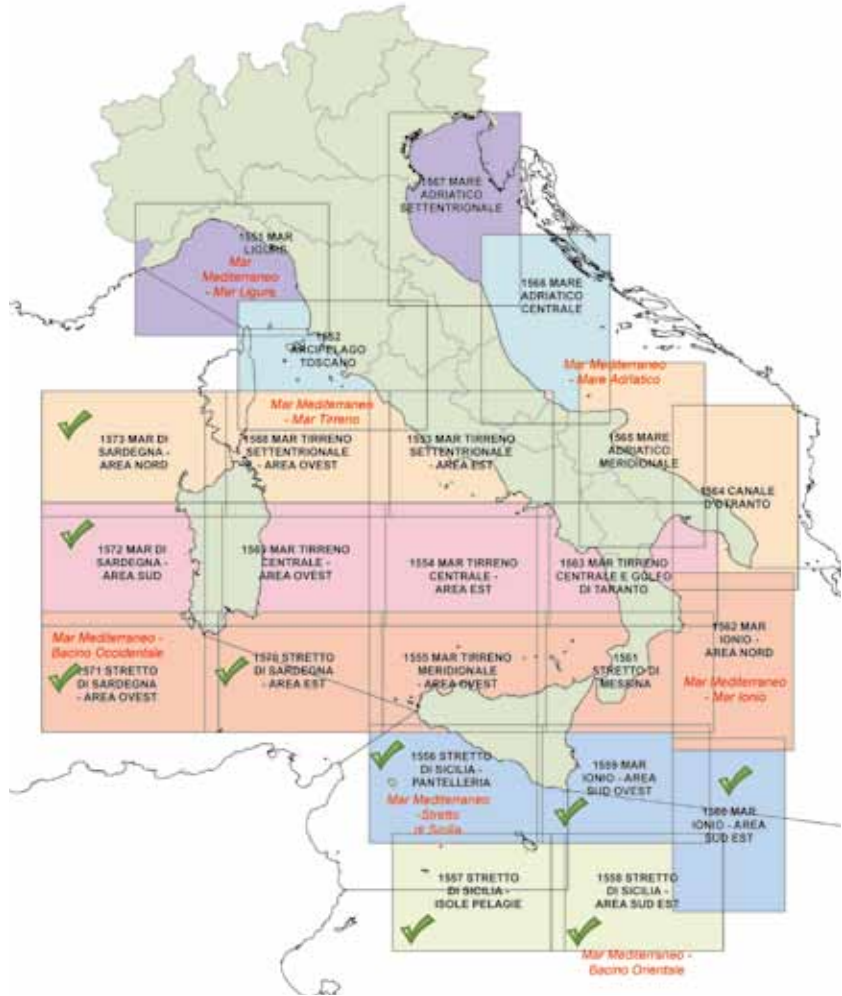 1567 MARE
ADRIATICO
SETTENTRIONALE
1551 MAR
LIGURE
Mar
Mediterraneo
- Mar Ligure
1566 MARE
ADRIATICO
CENTRALE
1552
ARCIPELAGO
TOSCANO
Mar Mediterraneo
- Mare Adriatico
Mar Mediterraneo
- Mar Tirreno
1573 MAR DI
SARDEGNA -
AREA NORD
1568 MAR TIRRENO
SETTENTRIONALE
- AREA OVEST
1553 MAR TIRRENO
SETTENTRIONALE
- AREA EST
1565 MARE
ADRIATICO
MERIDIONALE
1564 CANALE
D'OTRANTO
1572 MAR DI
SARDEGNA -
AREA SUD
1569 MAR TIRRENO
CENTRALE -
AREA OVEST
1554 MAR TIRRENO
CENTRALE -
AREA EST
1563 MAR TIRRENO
CENTRALE E GOLFO
DI TARANTO
Mar Mediterraneo -
Bacino Occidentale
1571 STRETTO
DI SARDEGNA
- AREA OVEST
1570 STRETTO
DI SARDEGNA
- AREA EST
1555 MAR TIRRENO
MERIDIONALE
- AREA OVEST
1561
STRETTO DI
MESSINA
1562 MAR
IONIO -
AREA NORD
Mar Mediterraneo
- Mar Ionio
1556 STRETTO
DI SICILIA -
PANTELLERIA
Mar Mediterraneo
-Stretto
di Sicilia
1559 MAR
IONIO - AREA
SUD OVEST
1560 MAR
IONIO - AREA
SUD EST
1557 STRETTO
DI SICILIA -
ISOLE PELAGIE
1558 STRETTO
DI SICILIA -
AREA SUD EST
Mar Mediterraneo -
Bacino Orientale